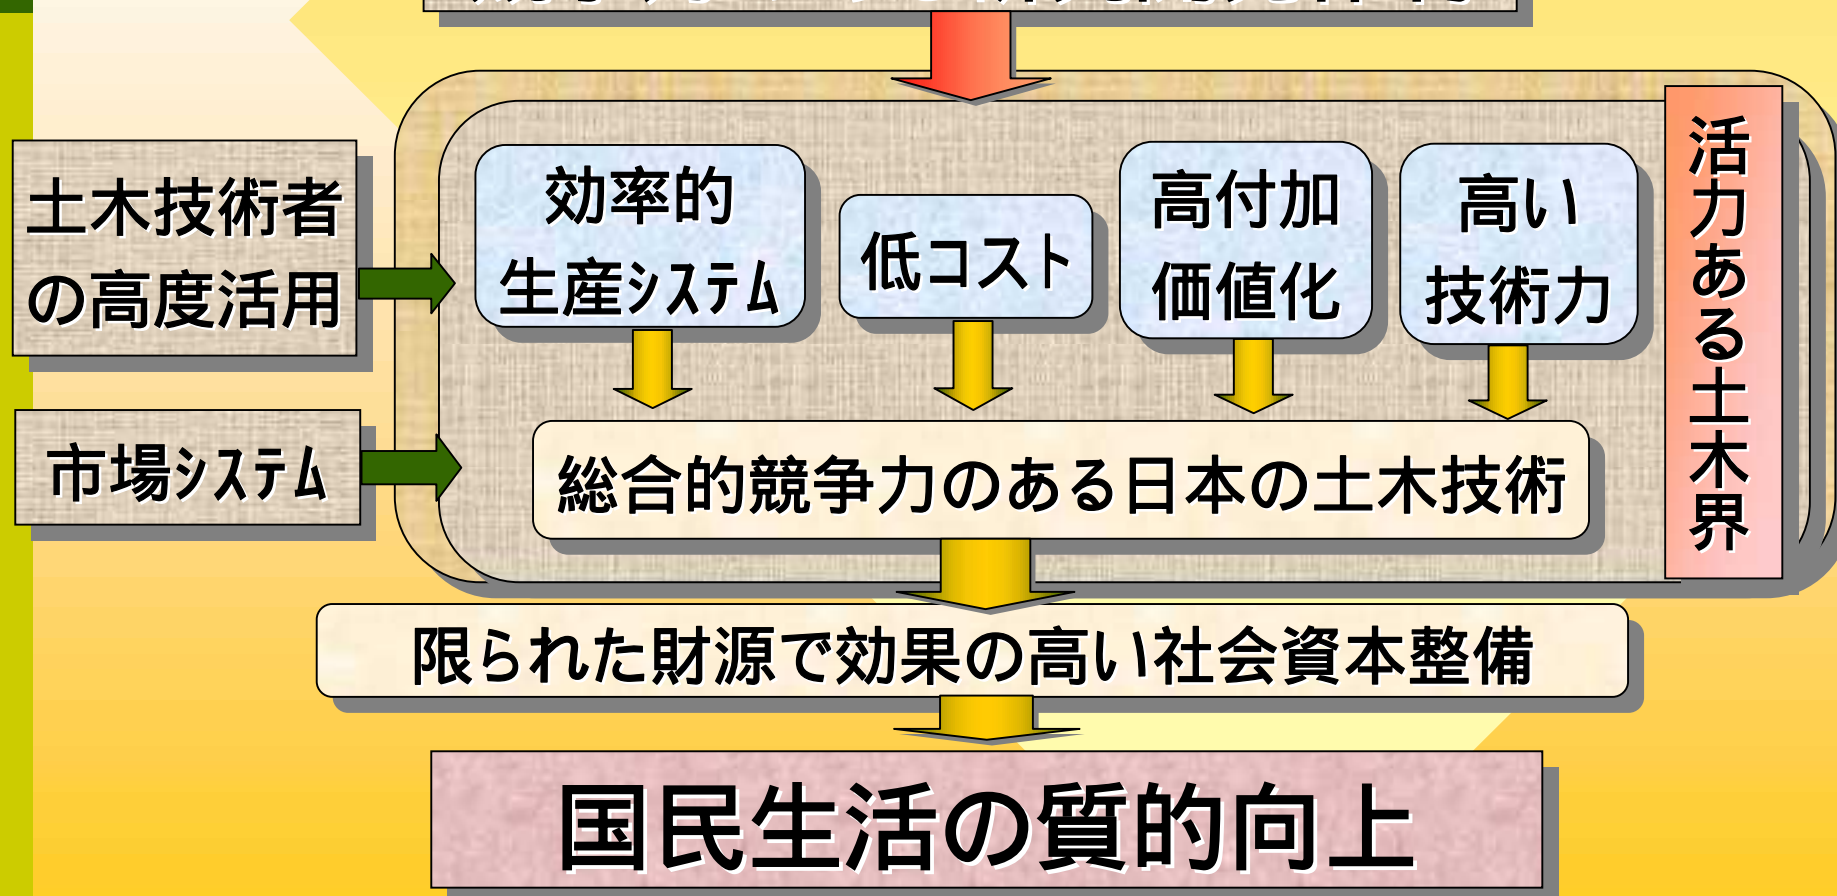 土木技術者
の高度活用
市場ｼｽﾃﾑ
効率的
生産ｼｽﾃﾑ
低コスト
高付加
価値化
高い
技術力
活力ある土木界
総合的競争力のある日本の土木技術
限られた財源で効果の高い社会資本整備
国民生活の質的向上